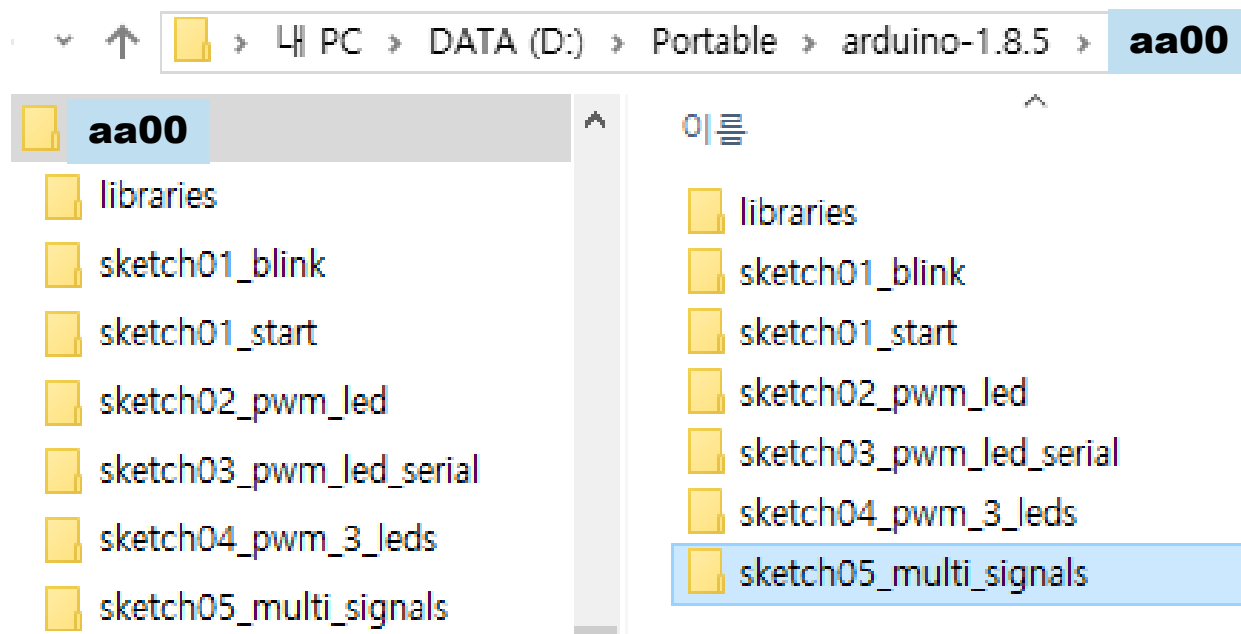 내 PC > DATA (D:) > Portable > arduino-1.8.5 > aa00
aa00
libraries
sketch01_blink
sketch01_start
sketch02_pwm_led
sketch03_pwm_led_serial
sketch04_pwm_3_leds
sketch05_multi_signals
이름
libraries
sketch01_blink
sketch01_start
sketch02_pwm_led
sketch03_pwm_led_serial
sketch04_pwm_3_leds
sketch05_multi_signals